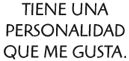 TIENE UNA
PERSONALIDAD
QUE ME GUSTA.